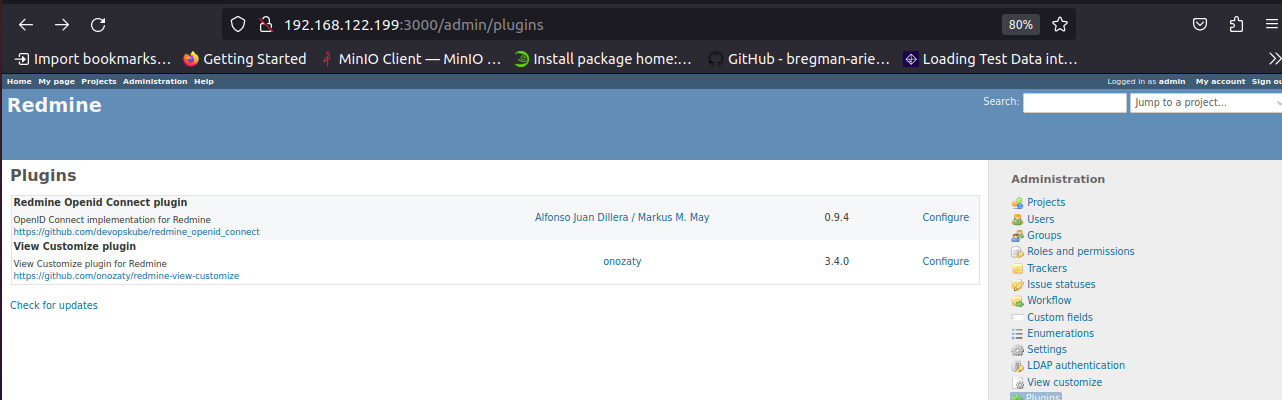 192.168.122.199:3000/admin/plugins 80%
Import bookmarks... Getting Started MinIO Client — MinIO ... Install package home:... GitHub - bregman-arie... Loading Test Data int...
Home My page Projects Administration Help Logged in as admin My account Sign ou
Redmine Search: Jump to a project...
Plugins
Redmine Openid Connect plugin
OpenID Connect implementation for Redmine
https://github.com/devopskube/redmine_openid_connect
Alfonso Juan Dillera / Markus M. May 0.9.4 Configure
View Customize plugin
View Customize plugin for Redmine
https://github.com/onozaty/redmine-view-customize
onozaty 3.4.0 Configure
Check for updates
Administration
Projects
Users
Groups
Roles and permissions
Trackers
Issue statuses
Workflow
Custom fields
Enumerations
Settings
LDAP authentication
View customize
Plugins